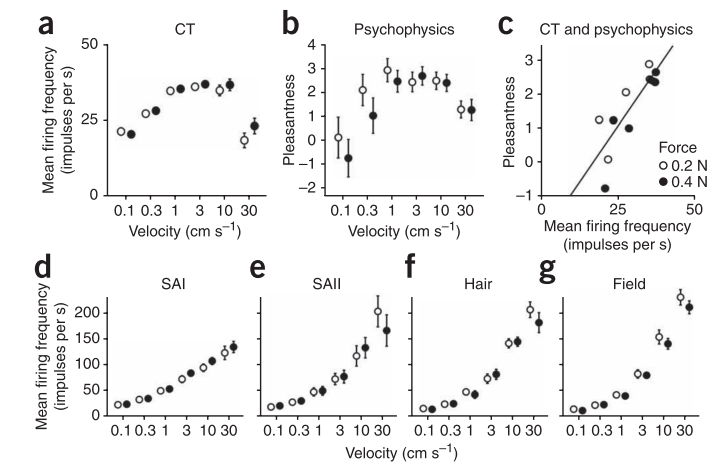 a
CT
Mean firing frequency
(impulses per s)
50
25
0
0.1 0.3 1 3 10 30
Velocity (cm s⁻¹)
b
Psychophysics
Pleasantness
4
3
2
1
0
−1
−2
0.1 0.3 1 3 10 30
Velocity (cm s⁻¹)
c
CT and psychophysics
Pleasantness
3
2
1
0
−1
Force
0.2 N
0.4 N
0 25 50
Mean firing frequency
(impulses per s)
d
SAI
Mean firing frequency
(impulses per s)
200
150
100
50
0
0.1 0.3 1 3 10 30
e
SAII
0.1 0.3 1 3 10 30
f
Hair
0.1 0.3 1 3 10 30
g
Field
0.1 0.3 1 3 10 30
Velocity (cm s⁻¹)